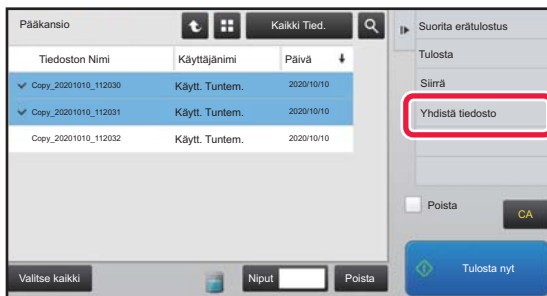 Pääkansio
Kaikki Tied.
Tiedoston Nimi Käyttäjänimi Päivä
Copy_20201010_112030 Käytt. Tuntem. 2020/10/10
Copy_20201010_112031 Käytt. Tuntem. 2020/10/10
Copy_20201010_112032 Käytt. Tuntem. 2020/10/10
Valitse kaikki
Niput
Poista
Suorita erätulostus
Tulosta
Siirrä
Yhdistä tiedosto
Poista
CA
Tulosta nyt